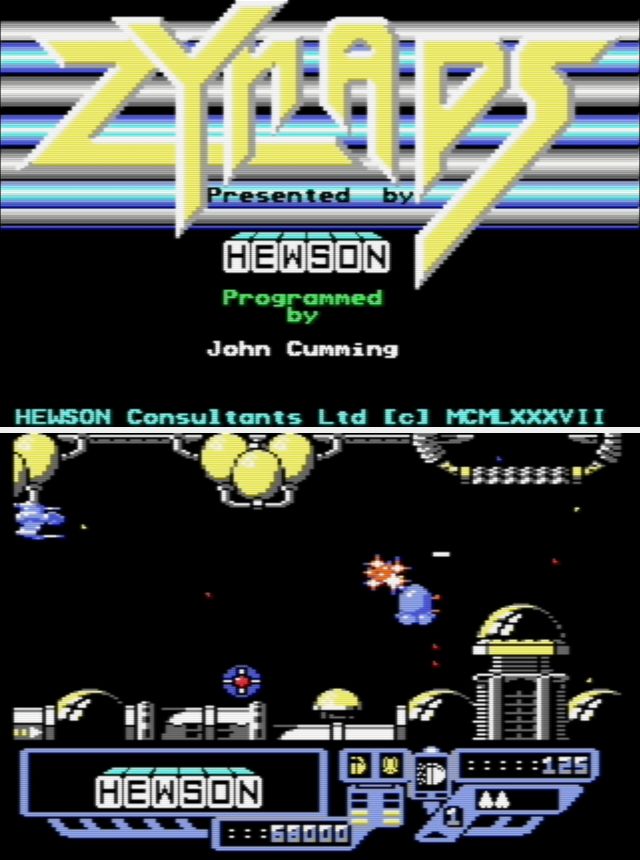 ZYNAPS
Presented by
HEWSON
Programmed
by
John Cumming
HEWSON Consultants Ltd [c] MCMLXXXVII
:::::125
HEWSON
1
:::68000